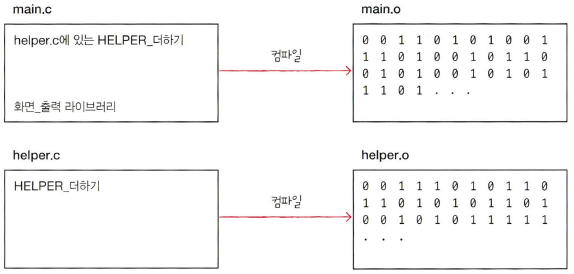 main.c
main.o
helper.c에 있는 HELPER_더하기
화면_출력 라이브러리
컴파일
0 0 1 1 0 1 0 1 0 0 1
1 1 0 1 0 0 1 0 1 1 0
0 1 0 1 0 0 1 0 1 0 1
1 1 0 1 . . .
helper.c
helper.o
HELPER_더하기
컴파일
0 0 1 1 1 0 1 0 1 1 0
1 1 0 1 0 1 0 1 1 0 1
0 0 1 0 1 0 1 1 1 1 1
. . .